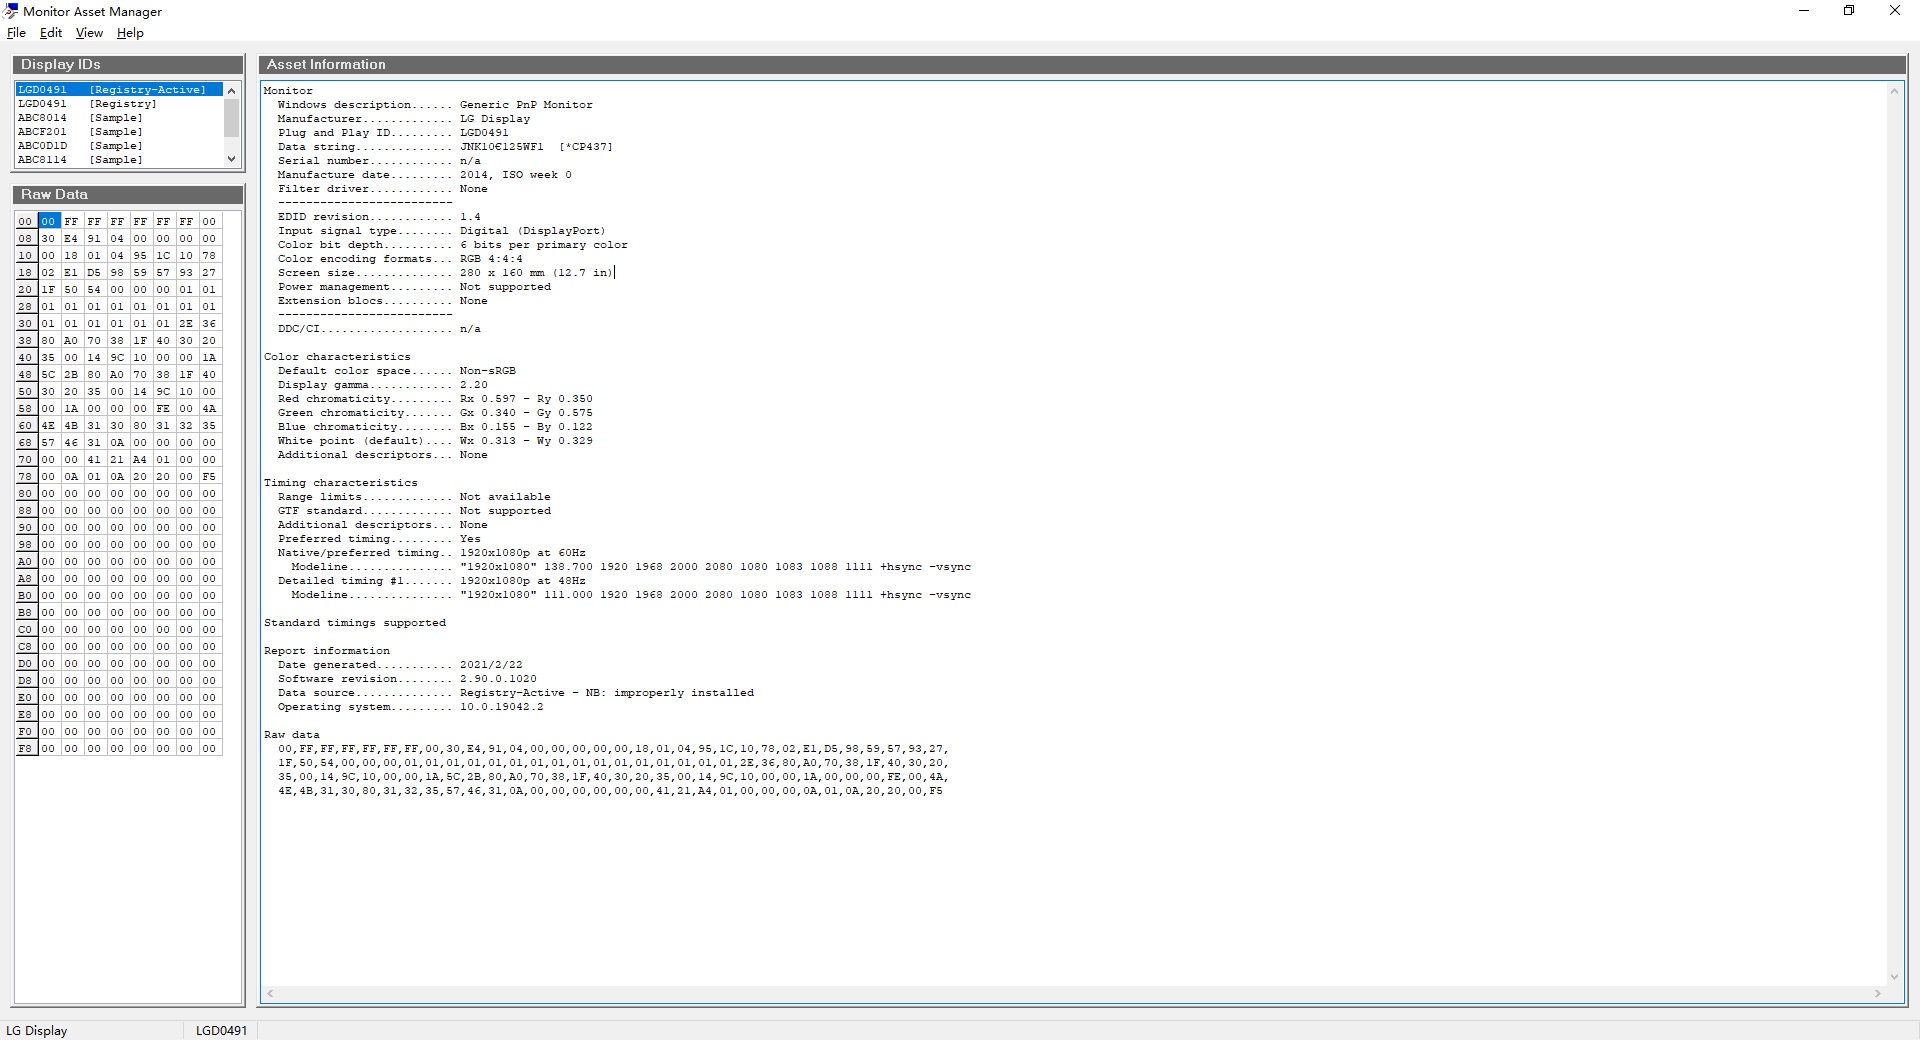 Monitor Asset Manager
File Edit View Help
Display IDs
LGD0491 [Registry-Active]
LGD0491 [Registry]
ABC8014 [Sample]
ABCF201 [Sample]
ABC0D1D [Sample]
ABC8114 [Sample]
Raw Data
00 00 FF FF FF FF FF FF 00
08 30 E4 91 04 00 00 00 00
10 00 18 01 04 95 1C 10 78
18 02 E1 D5 98 59 57 93 27
20 1F 50 54 00 00 00 01 01
28 01 01 01 01 01 01 01 01
30 01 01 01 01 01 01 2E 36
38 80 A0 70 38 1F 40 30 20
40 35 00 14 9C 10 00 00 1A
48 5C 2B 80 A0 70 38 1F 40
50 30 20 35 00 14 9C 10 00
58 00 1A 00 00 00 FE 00 4A
60 4E 4B 31 30 80 31 32 35
68 57 46 31 0A 00 00 00 00
70 00 00 41 21 A4 01 00 00
78 00 0A 01 0A 20 20 00 F5
80 00 00 00 00 00 00 00 00
88 00 00 00 00 00 00 00 00
90 00 00 00 00 00 00 00 00
98 00 00 00 00 00 00 00 00
A0 00 00 00 00 00 00 00 00
A8 00 00 00 00 00 00 00 00
B0 00 00 00 00 00 00 00 00
B8 00 00 00 00 00 00 00 00
C0 00 00 00 00 00 00 00 00
C8 00 00 00 00 00 00 00 00
D0 00 00 00 00 00 00 00 00
D8 00 00 00 00 00 00 00 00
E0 00 00 00 00 00 00 00 00
E8 00 00 00 00 00 00 00 00
F0 00 00 00 00 00 00 00 00
F8 00 00 00 00 00 00 00 00
Asset Information
Monitor
Windows description...... Generic PnP Monitor
Manufacturer............. LG Display
Plug and Play ID......... LGD0491
Data string.............. JNK10€125WF1 [*CP437]
Serial number............ n/a
Manufacture date......... 2014, ISO week 0
Filter driver............ None
-------------------------
EDID revision............ 1.4
Input signal type........ Digital (DisplayPort)
Color bit depth.......... 6 bits per primary color
Color encoding formats... RGB 4:4:4
Screen size.............. 280 x 160 mm (12.7 in)
Power management......... Not supported
Extension blocs.......... None
-------------------------
DDC/CI................... n/a
Color characteristics
Default color space...... Non-sRGB
Display gamma............ 2.20
Red chromaticity......... Rx 0.597 - Ry 0.350
Green chromaticity....... Gx 0.340 - Gy 0.575
Blue chromaticity........ Bx 0.155 - By 0.122
White point (default).... Wx 0.313 - Wy 0.329
Additional descriptors... None
Timing characteristics
Range limits............. Not available
GTF standard............. Not supported
Additional descriptors... None
Preferred timing......... Yes
Native/preferred timing.. 1920x1080p at 60Hz
Modeline............... "1920x1080" 138.700 1920 1968 2000 2080 1080 1083 1088 1111 +hsync -vsync
Detailed timing #1....... 1920x1080p at 48Hz
Modeline............... "1920x1080" 111.000 1920 1968 2000 2080 1080 1083 1088 1111 +hsync -vsync
Standard timings supported
Report information
Date generated........... 2021/2/22
Software revision........ 2.90.0.1020
Data source.............. Registry-Active - NB: improperly installed
Operating system......... 10.0.19042.2
Raw data
00,FF,FF,FF,FF,FF,FF,00,30,E4,91,04,00,00,00,00,00,18,01,04,95,1C,10,78,02,E1,D5,98,59,57,93,27,
1F,50,54,00,00,00,01,01,01,01,01,01,01,01,01,01,01,01,01,01,01,01,2E,36,80,A0,70,38,1F,40,30,20,
35,00,14,9C,10,00,00,1A,5C,2B,80,A0,70,38,1F,40,30,20,35,00,14,9C,10,00,00,1A,00,00,00,FE,00,4A,
4E,4B,31,30,80,31,32,35,57,46,31,0A,00,00,00,00,00,00,41,21,A4,01,00,00,00,0A,01,0A,20,20,00,F5
LG Display LGD0491